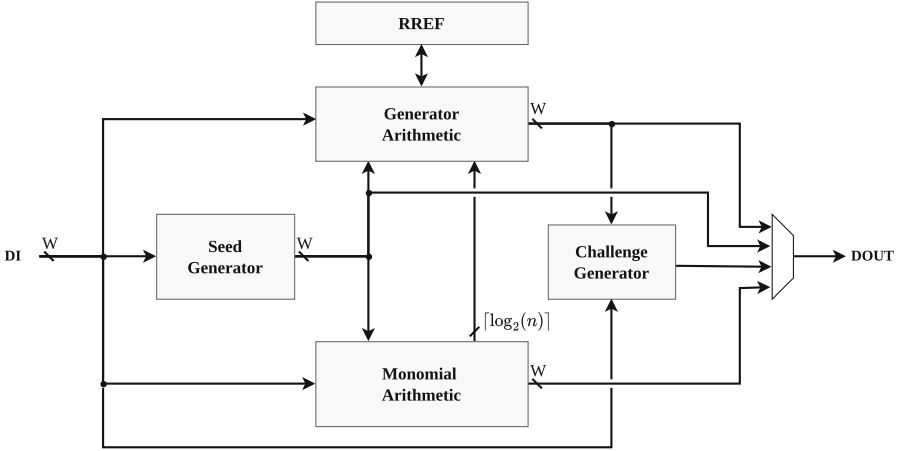 RREF
Generator
Arithmetic
W
DI
W
Seed
Generator
W
Challenge
Generator
DOUT
⌈log₂(n)⌉
Monomial
Arithmetic
W